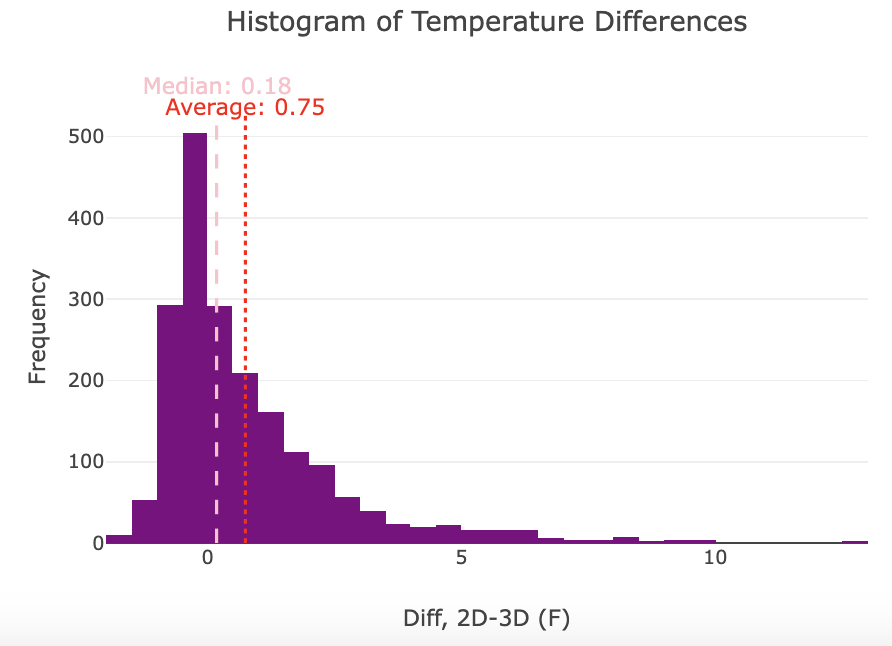 Histogram of Temperature Differences
Median: 0.18
Average: 0.75
500
400
300
200
100
0
Frequency
0 5 10
Diff, 2D-3D (F)